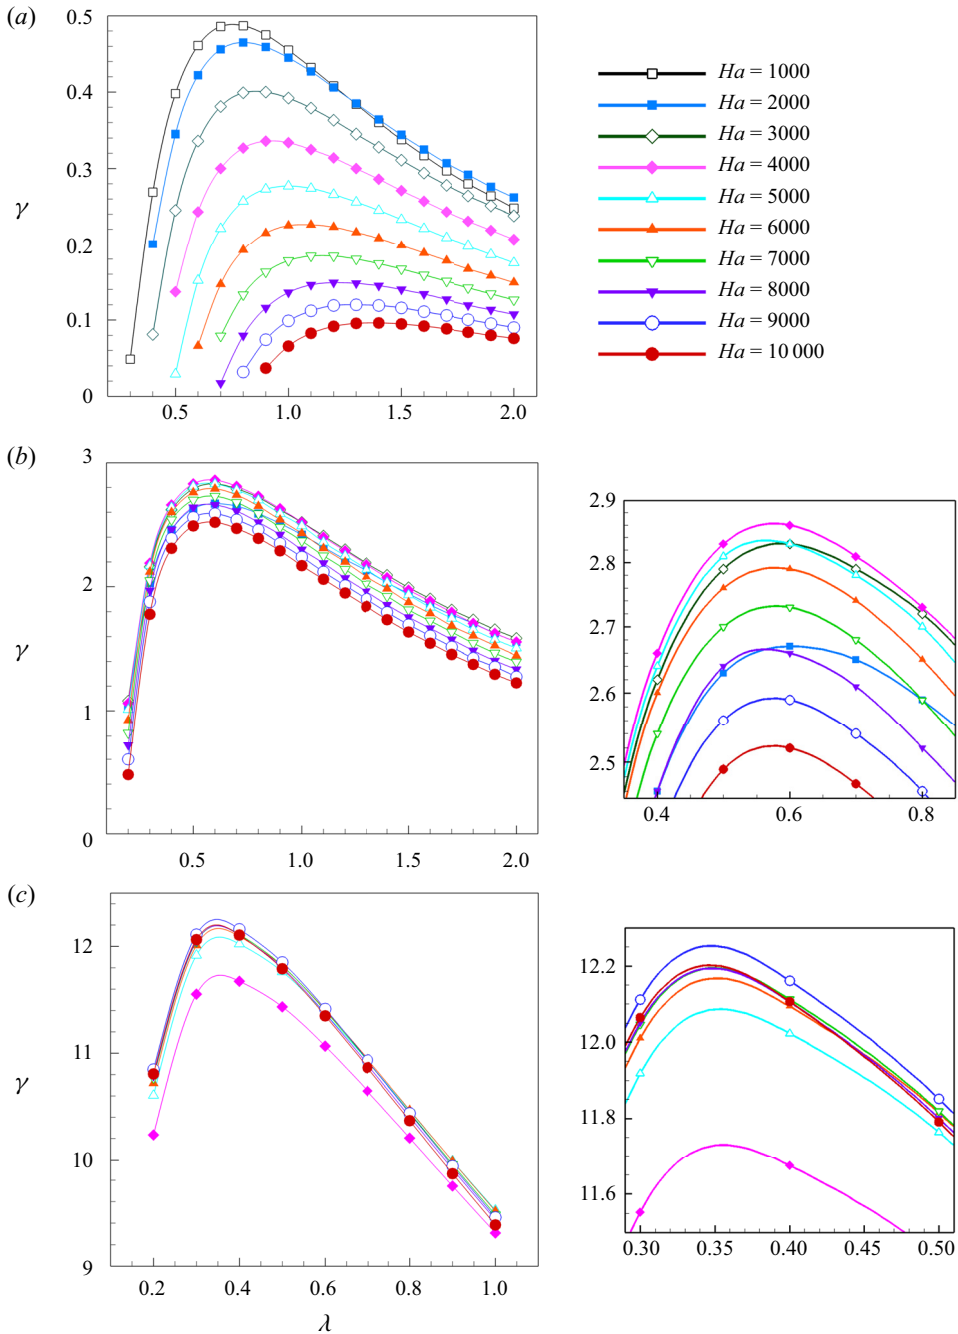 (a)
0.5
0.4
0.3
γ
0.2
0.1
0
0.5 1.0 1.5 2.0
Ha = 1000
Ha = 2000
Ha = 3000
Ha = 4000
Ha = 5000
Ha = 6000
Ha = 7000
Ha = 8000
Ha = 9000
Ha = 10 000
(b)
3
2
γ
1
0
0.5 1.0 1.5 2.0
2.9
2.8
2.7
2.6
2.5
0.4 0.6 0.8
(c)
12
11
γ
10
9
0.2 0.4 0.6 0.8 1.0
λ
12.2
12.0
11.8
11.6
0.30 0.35 0.40 0.45 0.50